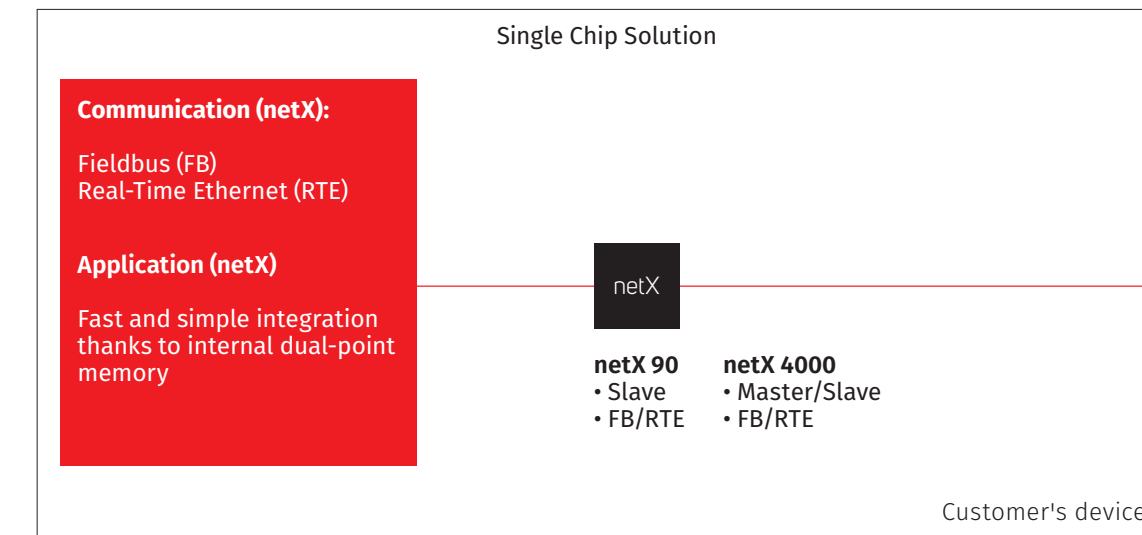 Single Chip Solution
Communication (netX):
Fieldbus (FB)
Real-Time Ethernet (RTE)
Application (netX)
Fast and simple integration
thanks to internal dual-point
memory
netX
netX 90
• Slave
• FB/RTE
netX 4000
• Master/Slave
• FB/RTE
Customer's device